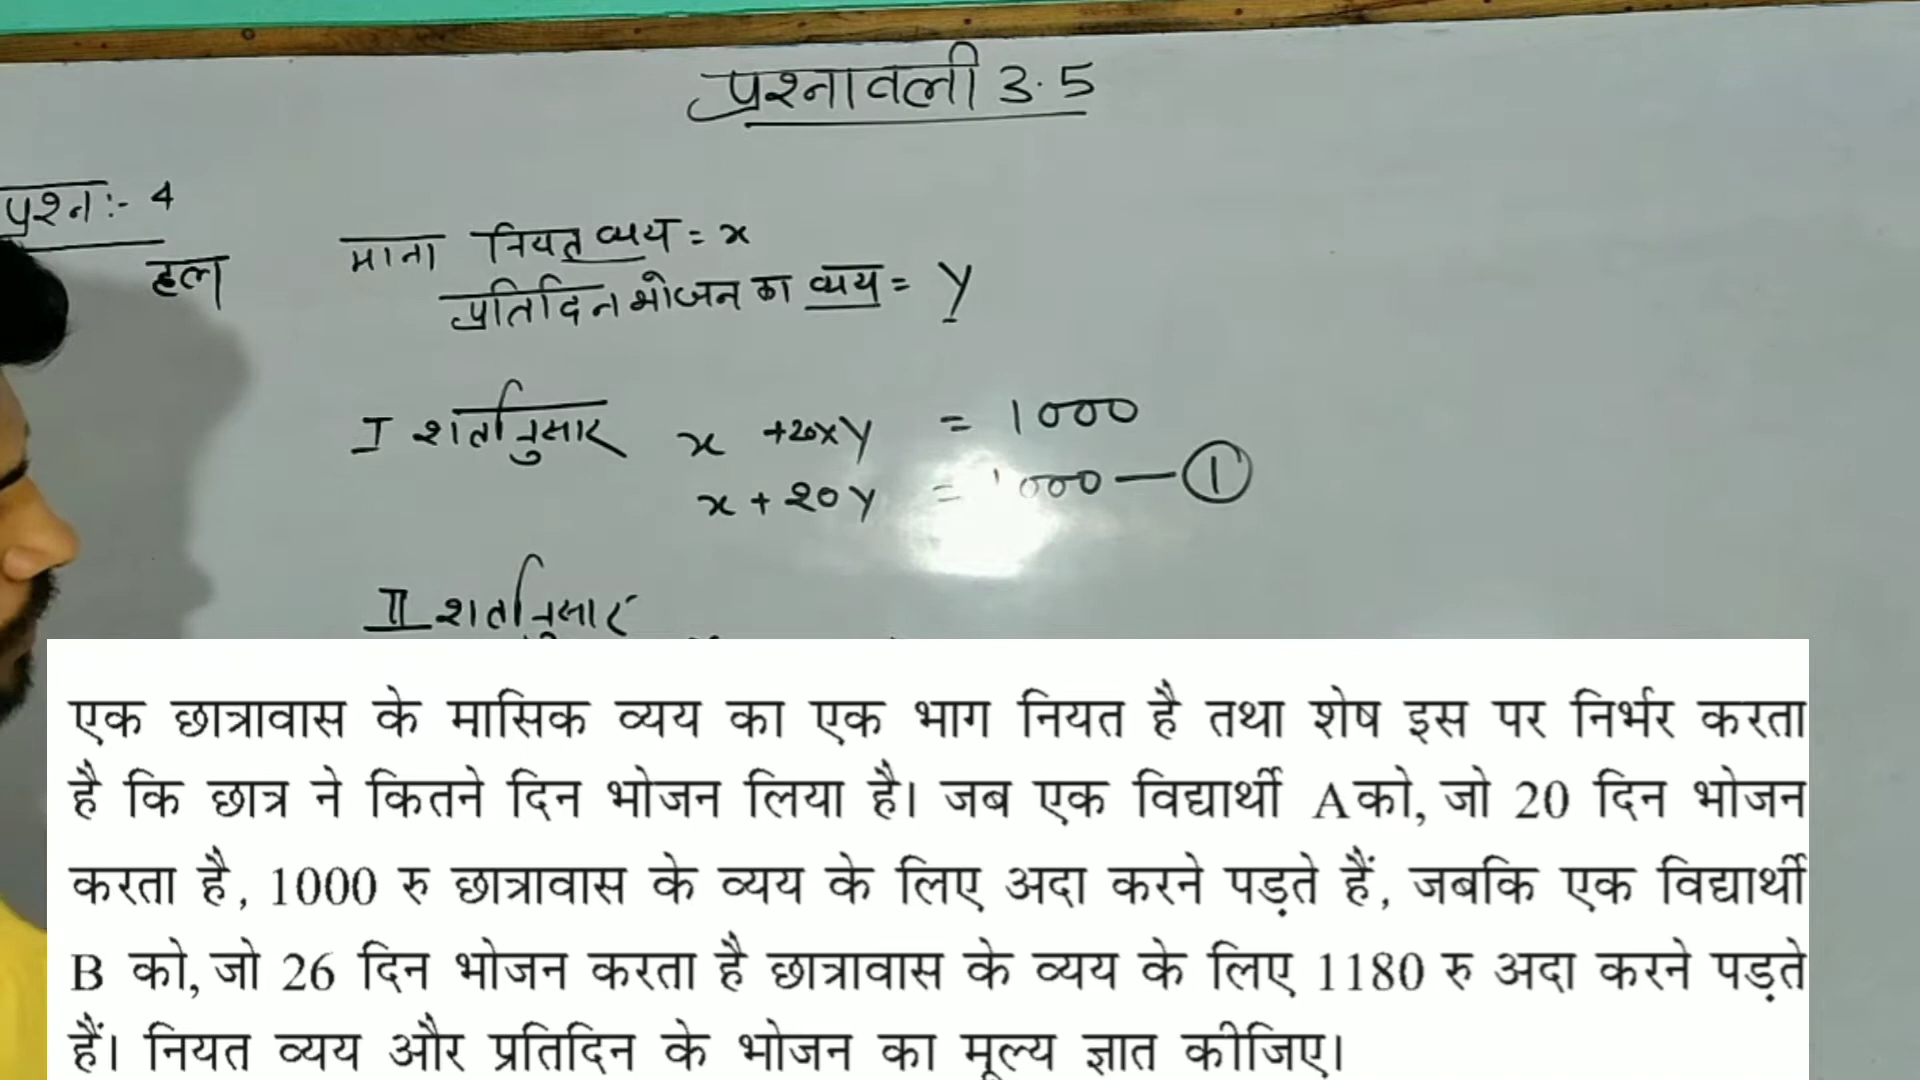 प्रश्नावली 3.5
प्रश्न:- 4
हल माना नियत व्यय = x
प्रतिदिन भोजन का व्यय = y
I शर्तानुसार x +20×y = 1000
x + 20y = 1000 — ①
II शर्तानुसार
एक छात्रावास के मासिक व्यय का एक भाग नियत है तथा शेष इस पर निर्भर करता
है कि छात्र ने कितने दिन भोजन लिया है। जब एक विद्यार्थी A को, जो 20 दिन भोजन
करता है, 1000 रु छात्रावास के व्यय के लिए अदा करने पड़ते हैं, जबकि एक विद्यार्थी
B को, जो 26 दिन भोजन करता है छात्रावास के व्यय के लिए 1180 रु अदा करने पड़ते
हैं। नियत व्यय और प्रतिदिन के भोजन का मूल्य ज्ञात कीजिए।